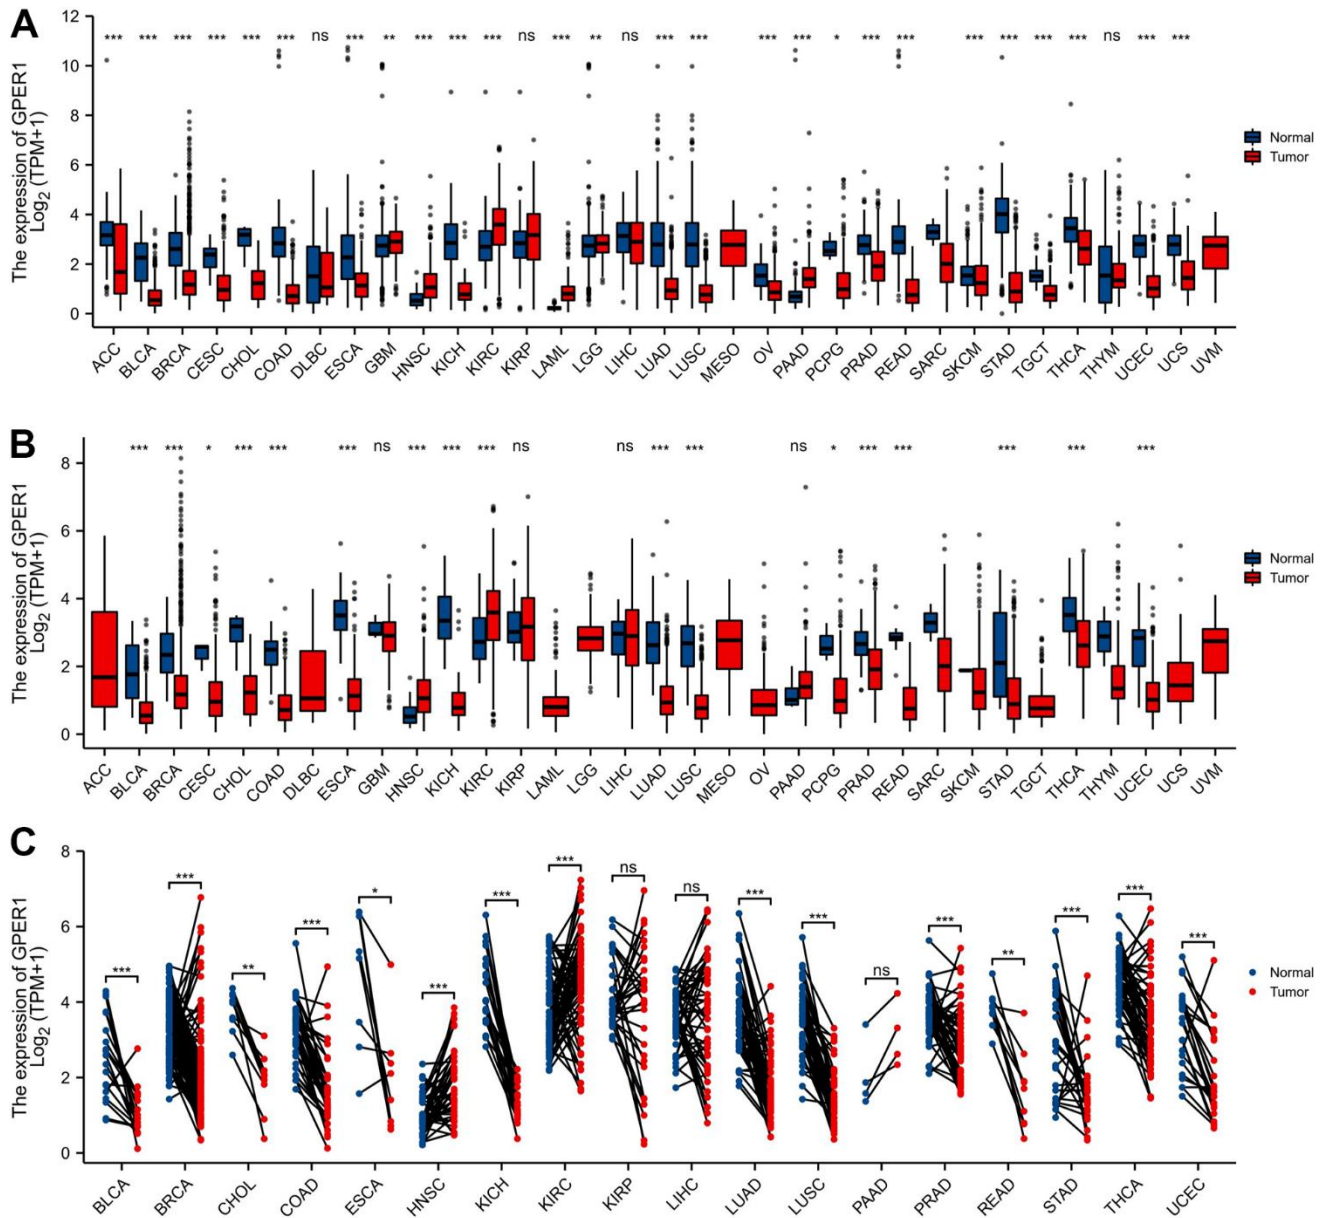 A
The expression of GPER1
Log2 (TPM+1)
12
10
8
6
4
2
0
*** *** *** *** *** *** ns *** ** *** *** *** ns *** ** ns *** *** *** *** * *** *** *** *** *** *** ns *** ***
Normal
Tumor
ACC BLCA BRCA CESC CHOL COAD DLBC ESCA GBM HNSC KICH KIRC KIRP LAML LGG LIHC LUAD LUSC MESO OV PAAD PCPG PRAD READ SARC SKCM STAD TGCT THCA THYM UCEC UCS UVM
B
The expression of GPER1
Log2 (TPM+1)
8
6
4
2
0
*** *** * *** *** *** ns *** *** *** ns ns *** *** ns * *** *** *** *** ***
Normal
Tumor
ACC BLCA BRCA CESC CHOL COAD DLBC ESCA GBM HNSC KICH KIRC KIRP LAML LGG LIHC LUAD LUSC MESO OV PAAD PCPG PRAD READ SARC SKCM STAD TGCT THCA THYM UCEC UCS UVM
C
The expression of GPER1
Log2 (TPM+1)
8
6
4
2
0
*** *** ** *** * *** *** *** ns ns *** *** ns *** ** *** *** ***
Normal
Tumor
BLCA BRCA CHOL COAD ESCA HNSC KICH KIRC KIRP LIHC LUAD LUSC PAAD PRAD READ STAD THCA UCEC